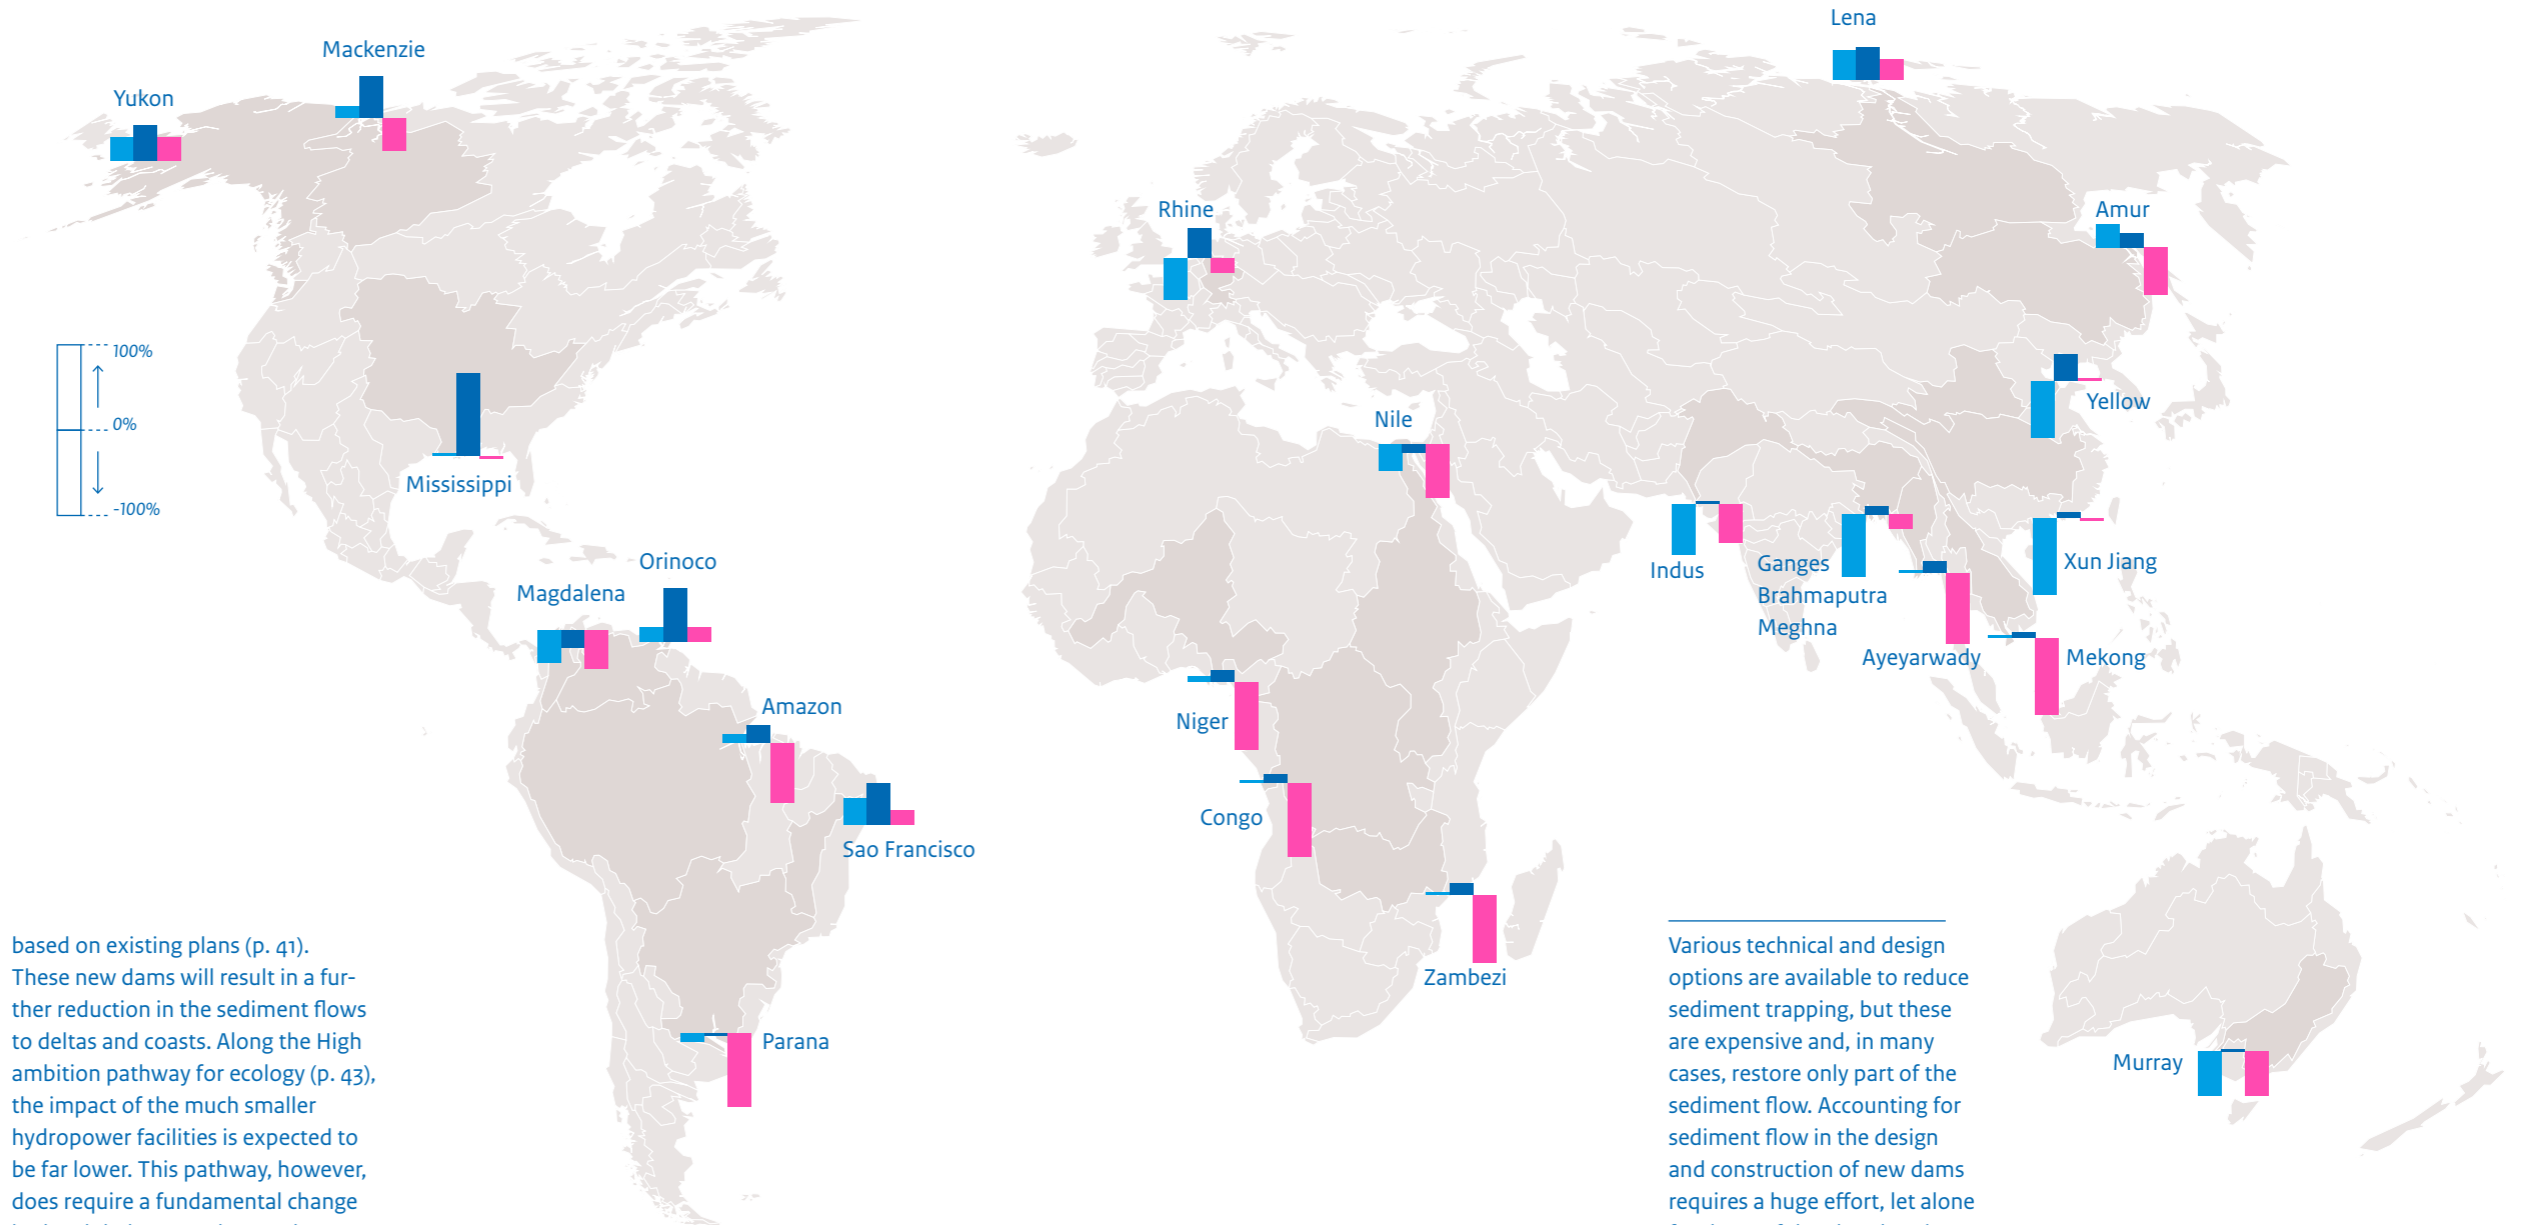 Lena
Mackenzie
Yukon
Rhine
Amur
100%
0%
-100%
Yellow
Nile
Mississippi
Orinoco
Magdalena
Indus
Ganges
Brahmaputra
Meghna
Xun Jiang
Ayeyarwady
Mekong
Amazon
Niger
Congo
Sao Francisco
Zambezi
Parana
Murray
based on existing plans (p. 41).
These new dams will result in a fur-
ther reduction in the sediment flows
to deltas and coasts. Along the High
ambition pathway for ecology (p. 43),
the impact of the much smaller
hydropower facilities is expected to
be far lower. This pathway, however,
does require a fundamental change
Various technical and design
options are available to reduce
sediment trapping, but these
are expensive and, in many
cases, restore only part of the
sediment flow. Accounting for
sediment flow in the design
and construction of new dams
requires a huge effort, let alone